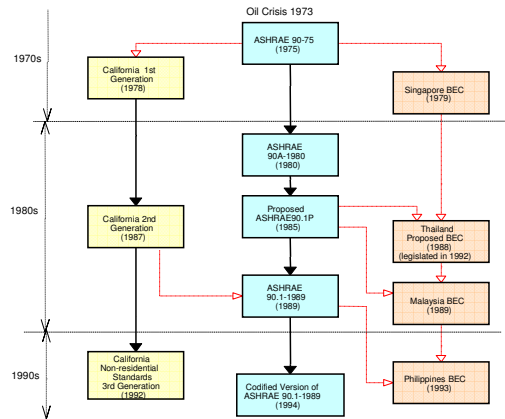 Oil Crisis 1973
1970s
ASHRAE 90-75
(1975)
California 1st
Generation
(1978)
Singapore BEC
(1979)
1980s
ASHRAE
90A-1980
(1980)
California 2nd
Generation
(1987)
Proposed
ASHRAE90.1P
(1985)
Thailand
Proposed BEC
(1988)
(legislated in 1992)
ASHRAE
90.1-1989
(1989)
Malaysia BEC
(1989)
1990s
California
Non-residential
Standards
3rd Generation
(1992)
Codified Version of
ASHRAE 90.1-1989
(1994)
Philippines BEC
(1993)